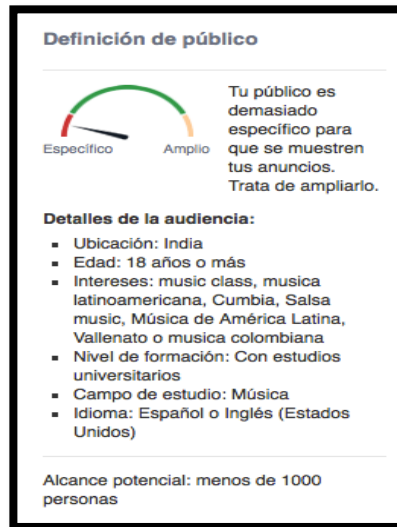 Definición de público
Tu público es
demasiado
específico para
que se muestren
tus anuncios.
Trata de ampliarlo.
Específico
Amplio
Detalles de la audiencia:
▪ Ubicación: India
▪ Edad: 18 años o más
▪ Intereses: music class, musica
latinoamericana, Cumbia, Salsa
music, Música de América Latina,
Vallenato o musica colombiana
▪ Nivel de formación: Con estudios
universitarios
▪ Campo de estudio: Música
▪ Idioma: Español o Inglés (Estados
Unidos)
Alcance potencial: menos de 1000
personas